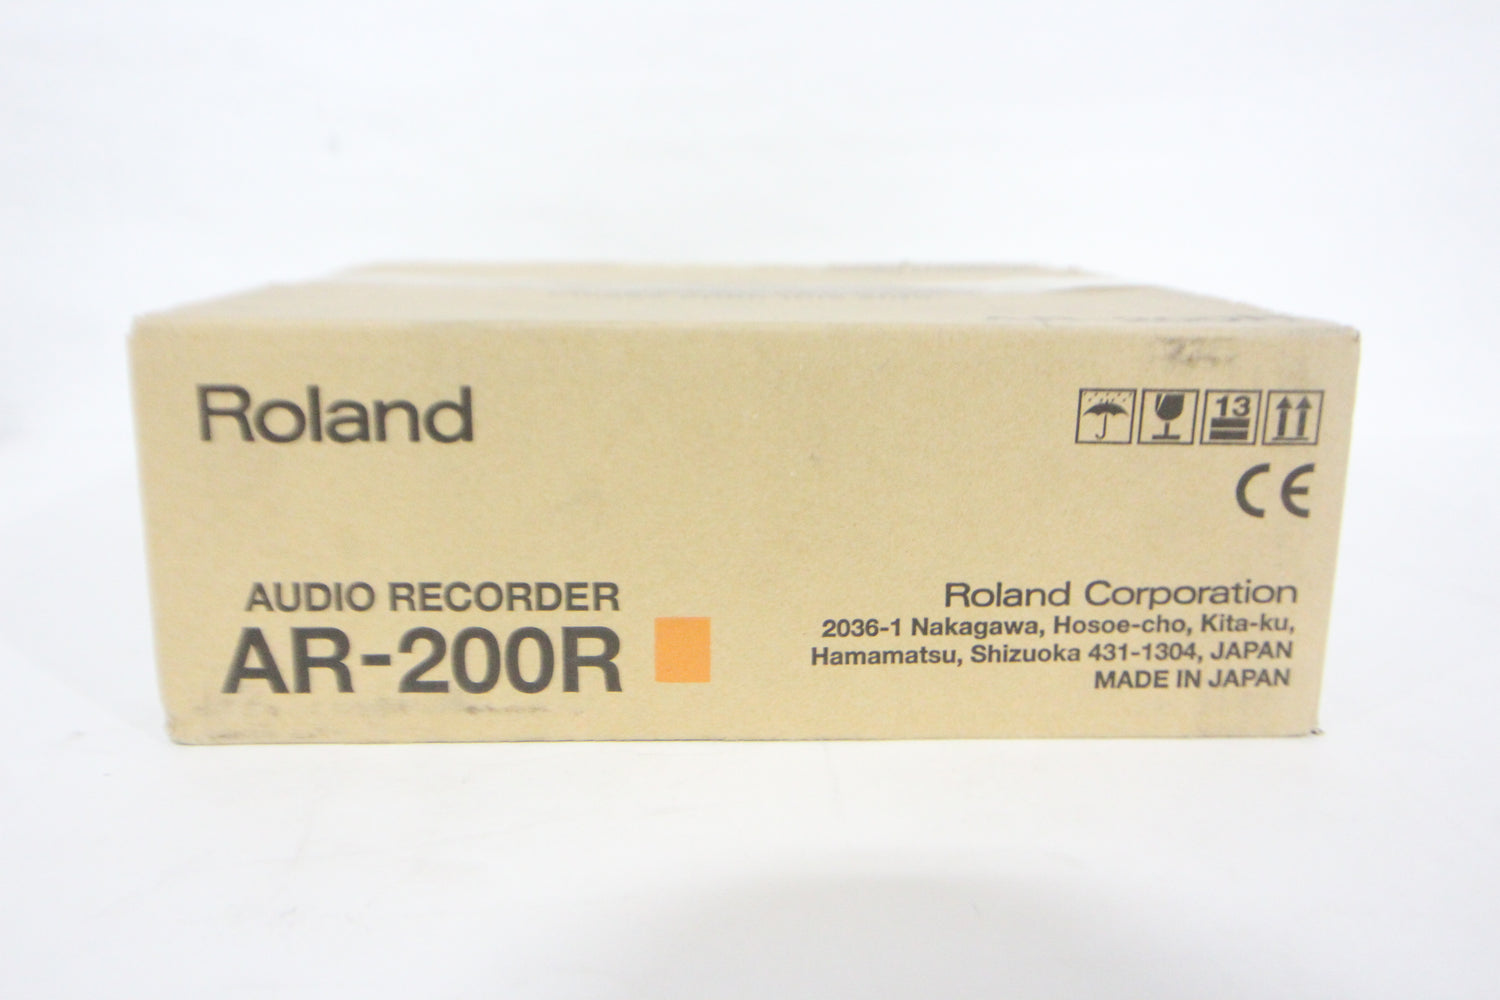 Roland
13
CE
AUDIO RECORDER
AR-200R
Roland Corporation
2036-1 Nakagawa, Hosoe-cho, Kita-ku,
Hamamatsu, Shizuoka 431-1304, JAPAN
MADE IN JAPAN